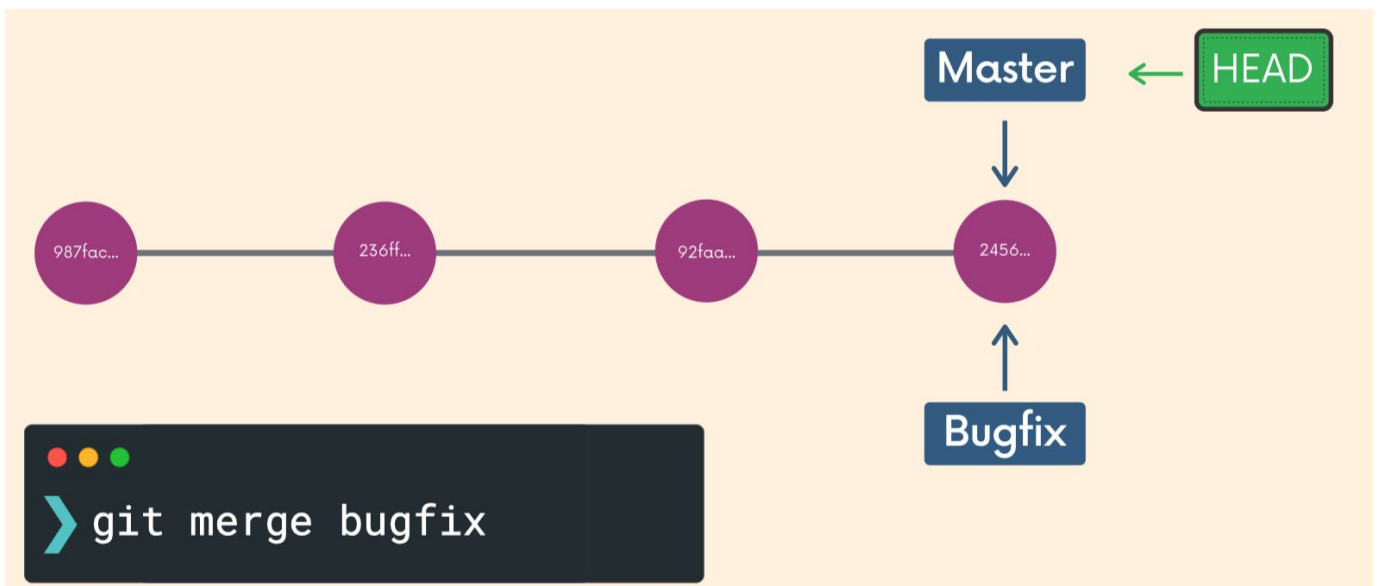 Master
HEAD
987fac...
236ff...
92faa...
2456...
Bugfix
❯ git merge bugfix